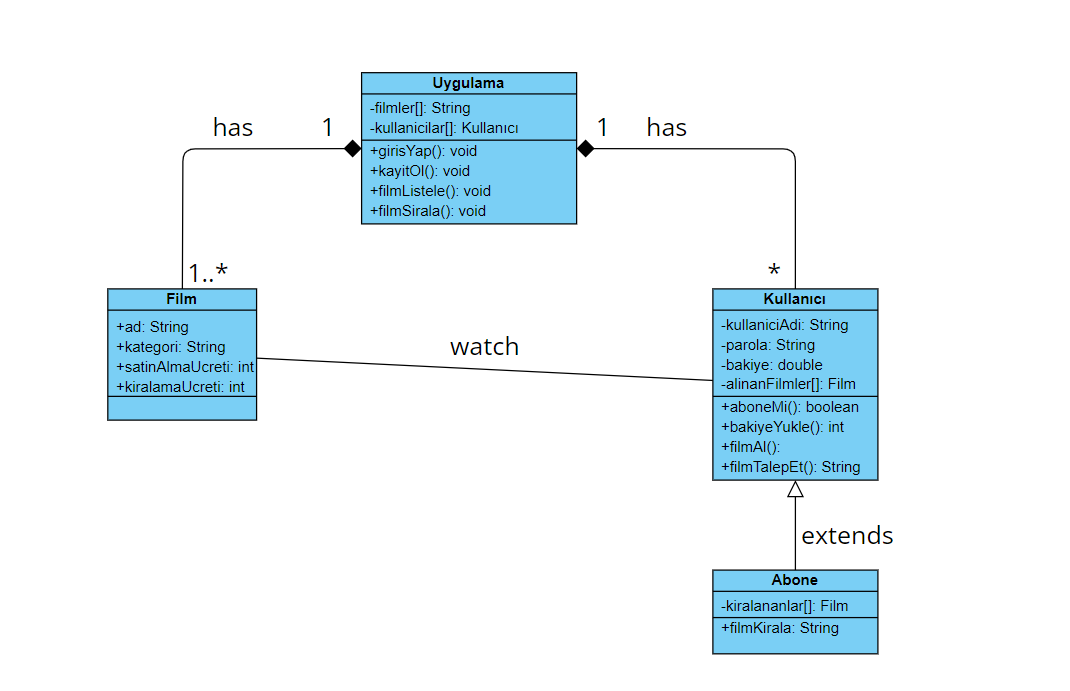 Uygulama
-filmler[]: String
-kullanicilar[]: Kullanıcı
+girisYap(): void
+kayitOl(): void
+filmListele(): void
+filmSirala(): void
has
1
1
has
1..*
*
Film
+ad: String
+kategori: String
+satinAlmaUcreti: int
+kiralamaUcreti: int
watch
Kullanıcı
-kullaniciAdi: String
-parola: String
-bakiye: double
-alinanFilmler[]: Film
+aboneMi(): boolean
+bakiyeYukle(): int
+filmAl():
+filmTalepEt(): String
extends
Abone
-kiralananlar[]: Film
+filmKirala: String